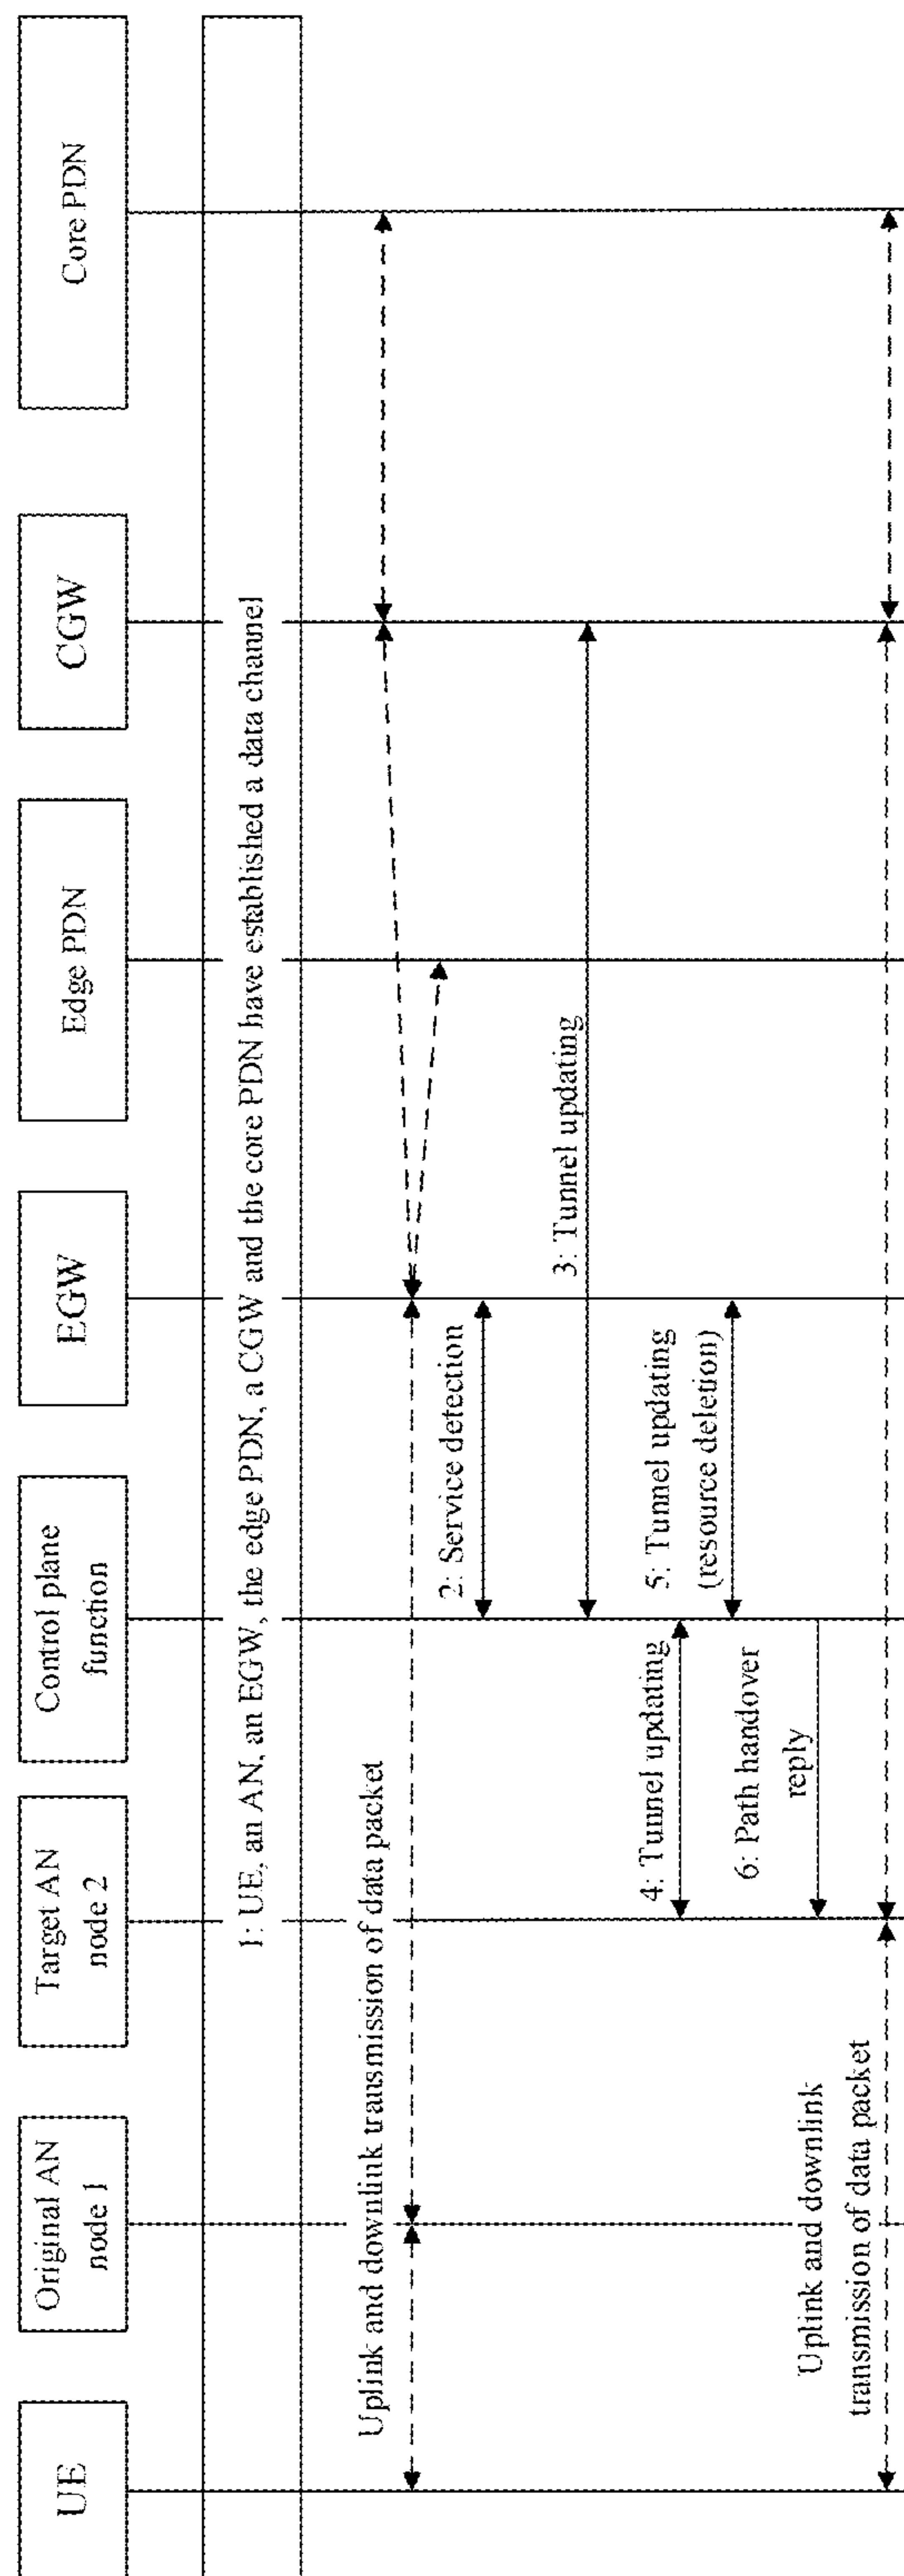 UE
Original AN
node 1
Target AN
node 2
Control plane
function
EGW
Edge PDN
CGW
Core PDN
1: UE, an AN, an EGW, the edge PDN, a CGW and the core PDN have established a data channel
Uplink and downlink transmission of data packet
2: Service detection
3: Tunnel updating
4: Tunnel updating
5: Tunnel updating
(resource deletion)
6: Path handover
reply
Uplink and downlink
transmission of data packet